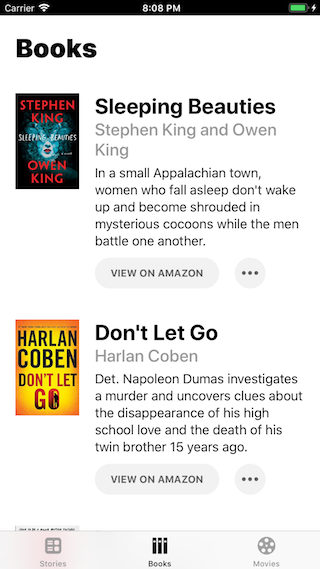 Carrier 8:08 PM
Books
STEPHEN
KING
SLEEPING BEAUTIES
a novel
OWEN
KING
Sleeping Beauties
Stephen King and Owen
King
In a small Appalachian town,
women who fall asleep don't wake
up and become shrouded in
mysterious cocoons while the men
battle one another.
VIEW ON AMAZON
HARLAN
COBEN
DON'T LET
GO
Don't Let Go
Harlan Coben
Det. Napoleon Dumas investigates
a murder and uncovers clues about
the disappearance of his high
school love and the death of his
twin brother 15 years ago.
VIEW ON AMAZON
Stories
Books
Movies